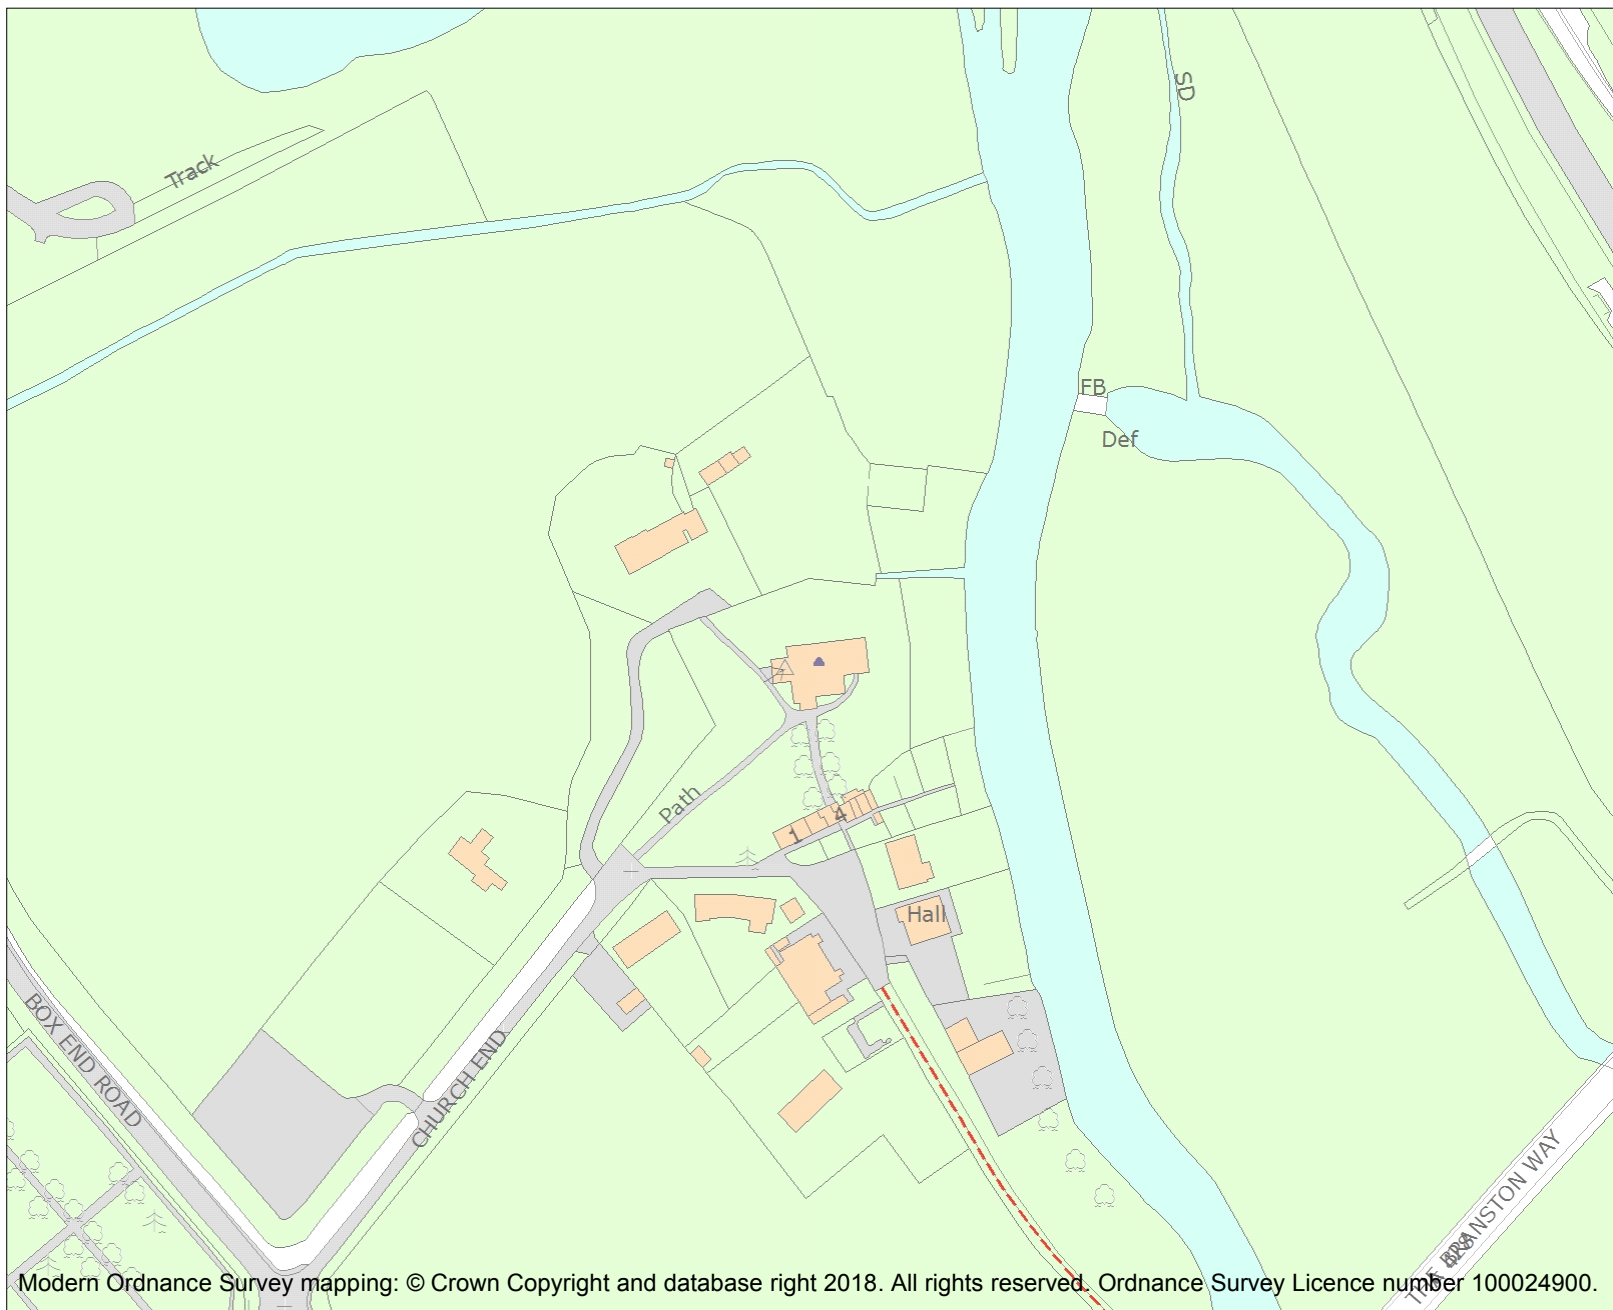 SD
Track
FB
Def
Path
1
4
Hall
BOX END ROAD
CHURCH END
THE BRANSTON WAY
Modern Ordnance Survey mapping: © Crown Copyright and database right 2018. All rights reserved. Ordnance Survey Licence number 100024900.